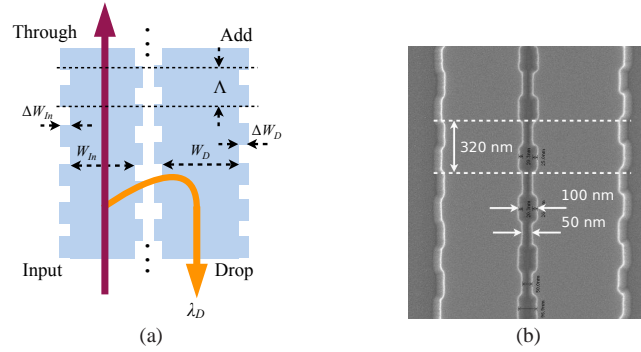 Through
Add
Λ
ΔW_In
ΔW_D
W_In
W_D
Input
Drop
λ_D
(a)
320 nm
100 nm
50 nm
(b)